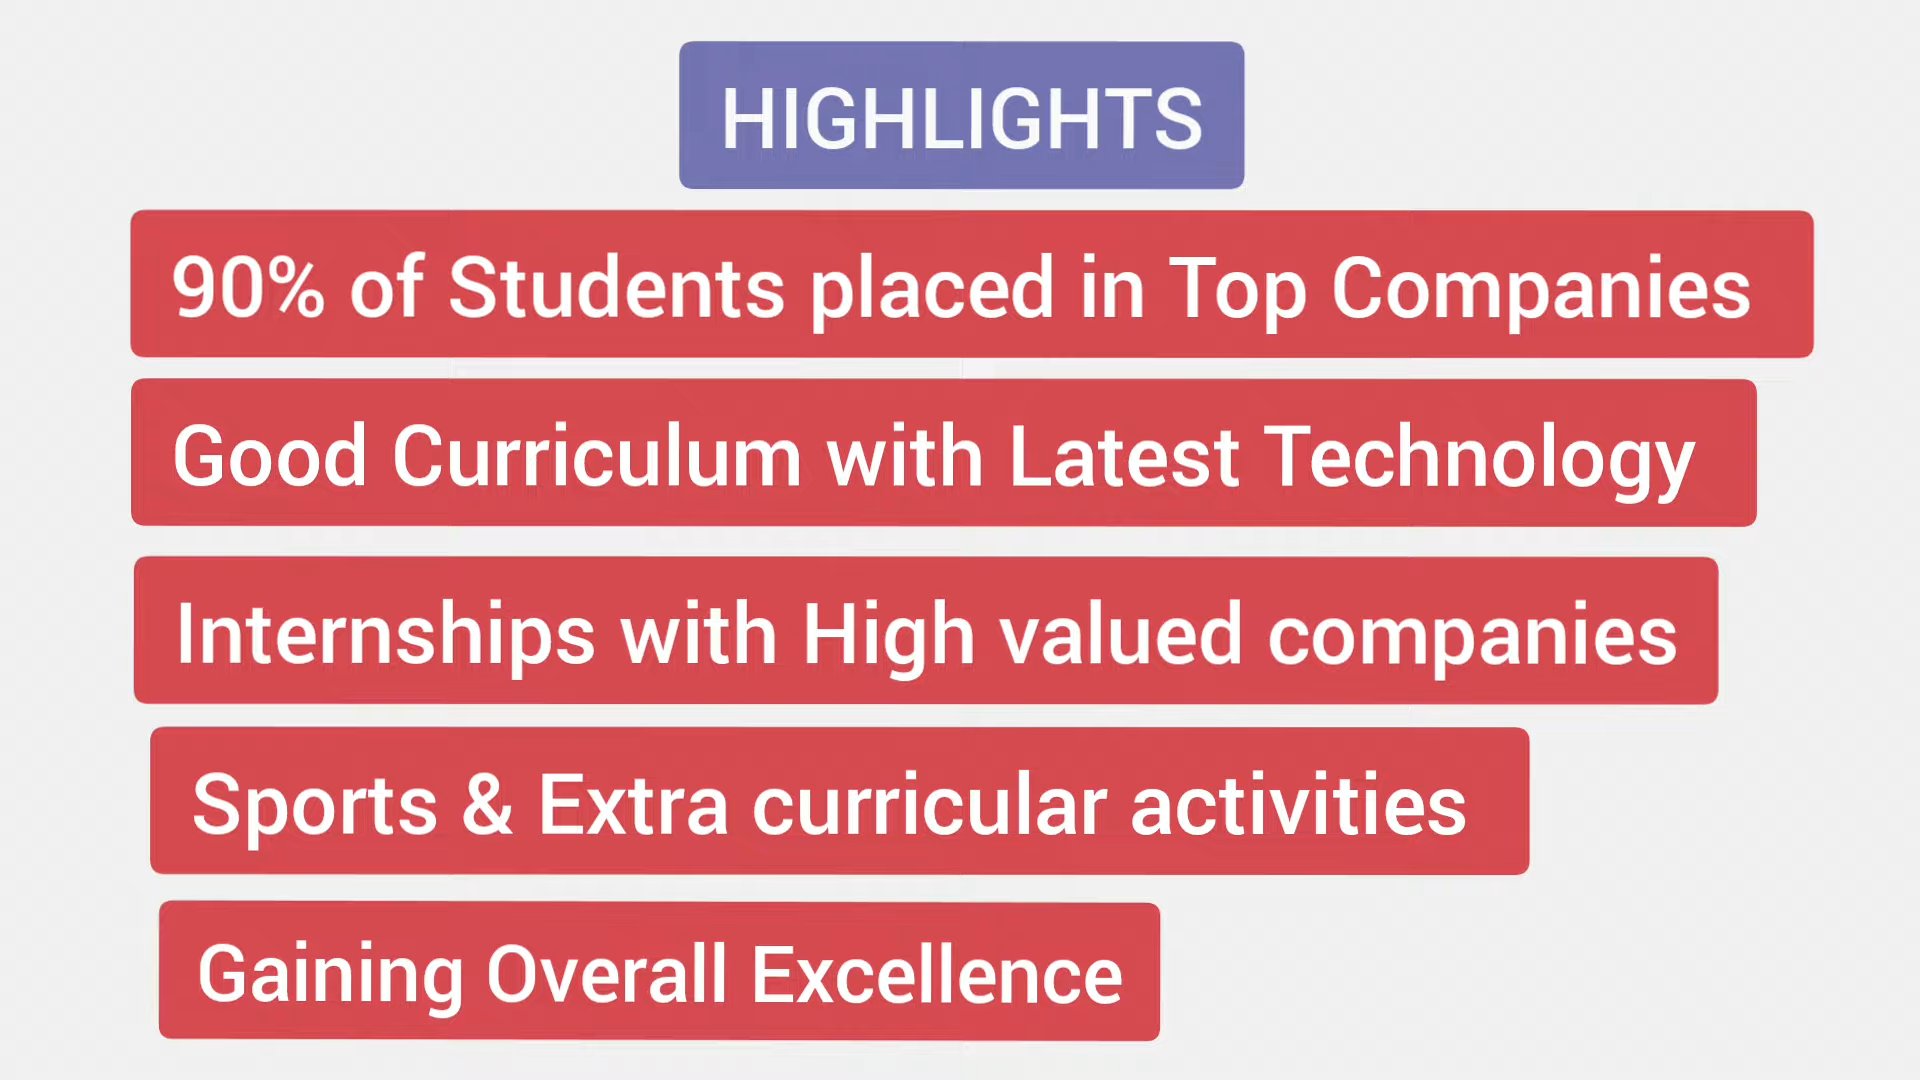 HIGHLIGHTS
90% of Students placed in Top Companies
Good Curriculum with Latest Technology
Internships with High valued companies
Sports & Extra curricular activities
Gaining Overall Excellence